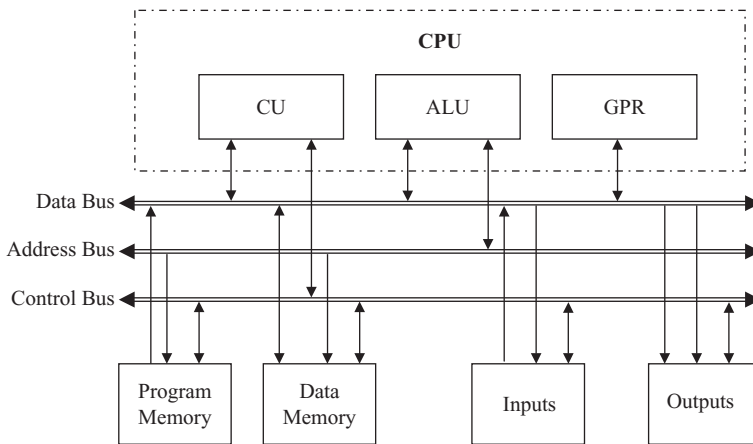 CPU
CU
ALU
GPR
Data Bus
Address Bus
Control Bus
Program
Memory
Data
Memory
Inputs
Outputs